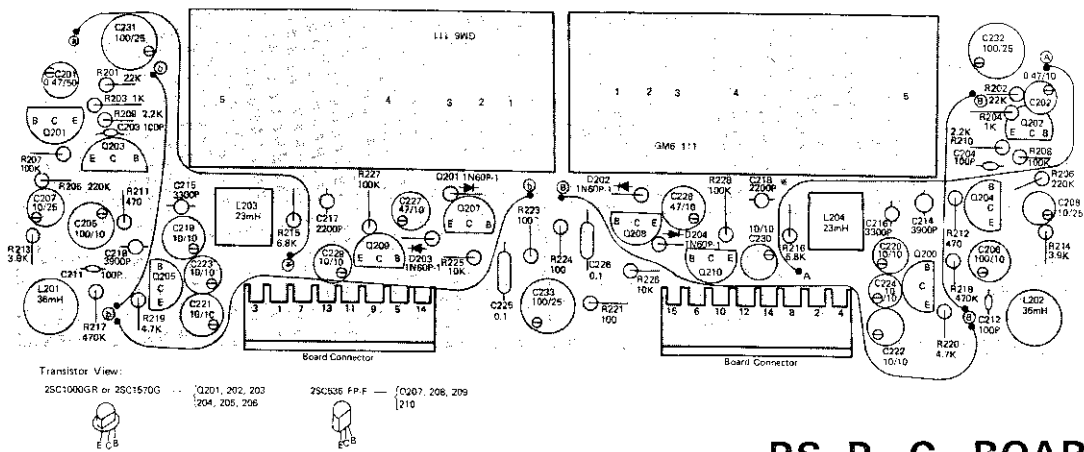 C231
100/25
GM6 111
5 4 3 2 1
C201
0.47/50
R201
22K
R203 1K
R209 2.2K
C203 100P
B C E
Q201
Q203
E C B
R207
100K
R206 220K
R211
470
C215
3300P
C207
10/25
C205
100/10
C219
10/10
R213
3.9K
C213
3900P
C211 100P
L201
36mH
R217
470K
b
R219
4.7K
B
C
E
Q205
C223
10/10
C221
10/10
L203
23mH
R215
6.8K
a
C217
2200P
R227
100K
C229
10/10
Q209
E C B
C227
47/10
D201 1N60P-1
Q207
E C B
D203
1N60P-1
R225
10K
R223
100
b
C225
0.1
3 1 7 13 11 9 5 14
Board Connector
1 2 3 4 5
GM6 111
a
R224
100
C226
0.1
C233
100/25
R221
100
R226
10K
D202
1N60P-1
Q208
E C B
C228
47/10
D204
1N60P-1
Q210
E C B
R228
100K
C218
2200P
10/10
C230
R216
6.8K
A
L204
23mH
C216
3300P
C214
3900P
C220
10/10
C224
10/10
C222
10/10
Q206
B
C
E
R220
4.7K
15 6 10 12 14 8 2 4
Board Connector
C232
100/25
A
0.47/10
R202
22K
C202
R204
1K
Q202
E C B
2.2K
R210
C204
100P
R208
100K
R206
220K
Q204
B
C
E
C208
10/25
R212
470
C206
100/10
R214
3.9K
R218
470K
C212
100P
L202
36mH
Transistor View:
2SC1000GR or 2SC1570G -- Q201, 202, 203
204, 205, 206
E C B
2SC536 FP-F — Q207, 208, 209
210
E C B
PS P. C. BOAR